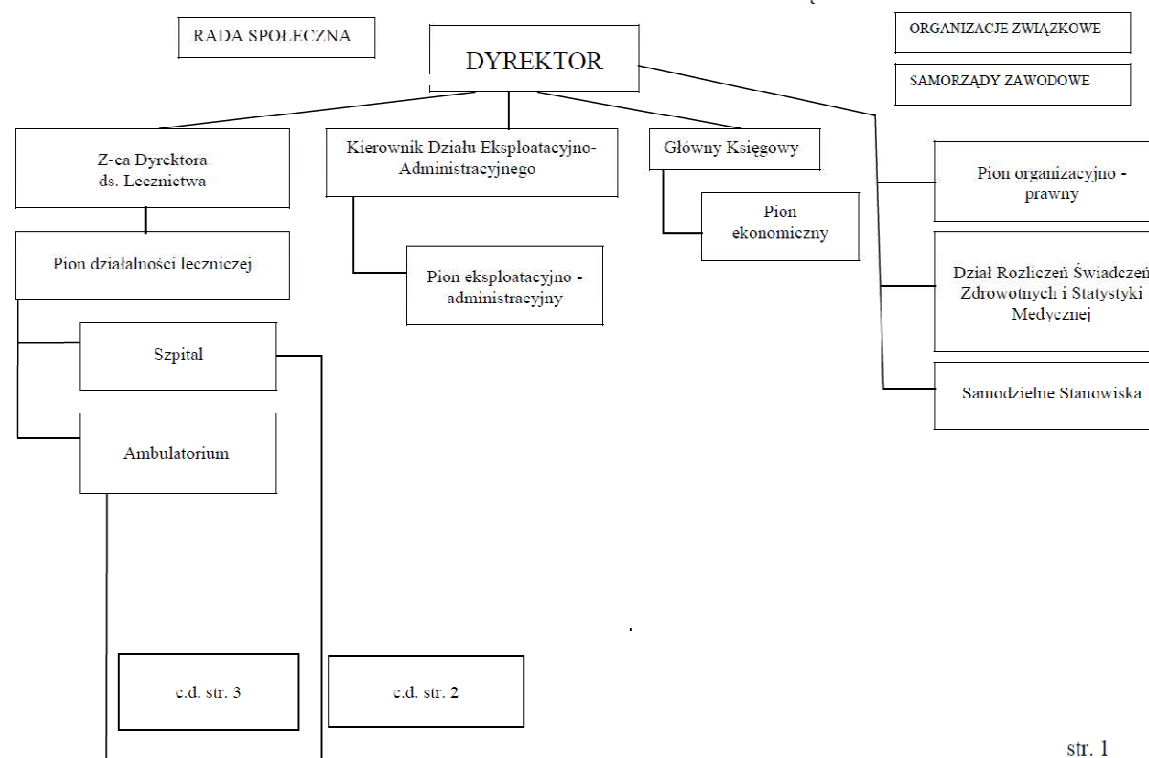 RADA SPOŁECZNA
DYREKTOR
ORGANIZACJE ZWIĄZKOWE
SAMORZĄDY ZAWODOWE
Z-ca Dyrektora
ds. Lecznictwa
Kierownik Działu Eksploatacyjno-
Administracyjnego
Główny Księgowy
Pion organizacyjno -
prawny
Pion
ekonomiczny
Pion działalności leczniczej
Pion eksploatacyjno -
administracyjny
Dział Rozliczeń Świadczeń
Zdrowotnych i Statystyki
Medycznej
Szpital
Samodzielne Stanowiska
Ambulatorium
c.d. str. 3
c.d. str. 2
str. 1